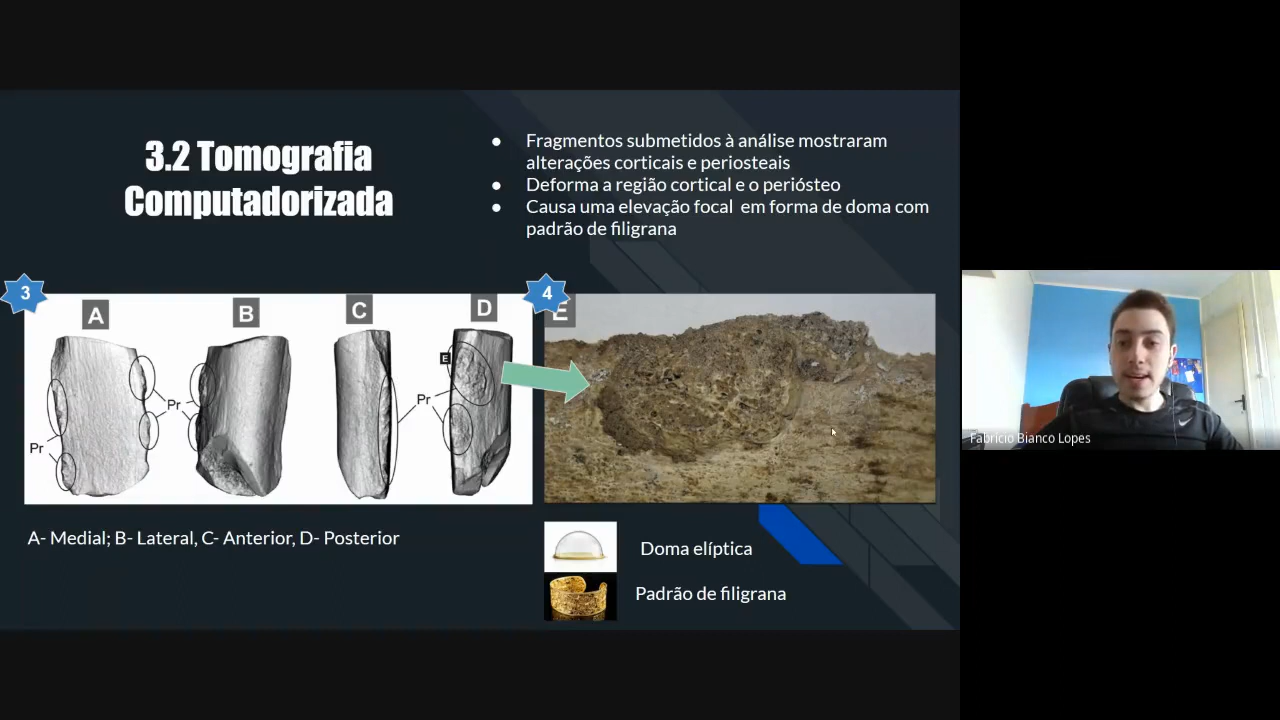 3.2 Tomografia
Computadorizada
● Fragmentos submetidos à análise mostraram
alterações corticais e periosteais
● Deforma a região cortical e o periósteo
● Causa uma elevação focal em forma de doma com
padrão de filigrana
3
A
B
C
D
E
Pr
Pr
Pr
4
E
A- Medial; B- Lateral, C- Anterior, D- Posterior
Doma elíptica
Padrão de filigrana
Fabricio Bianco Lopes